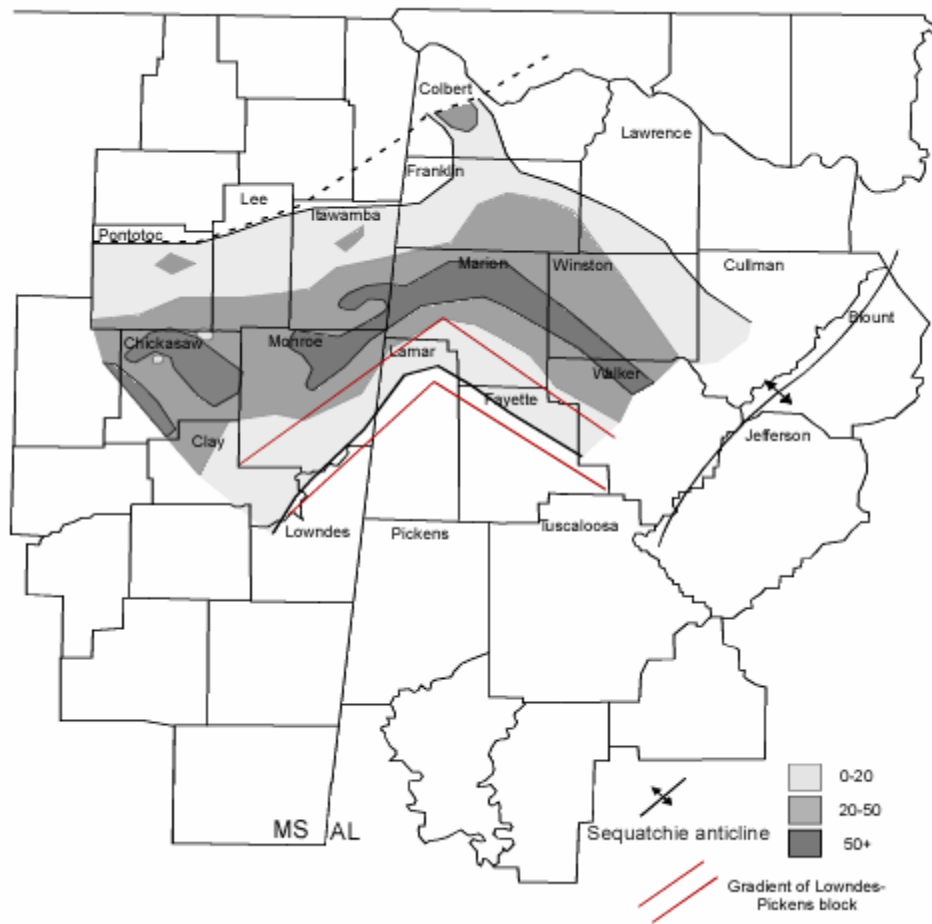 Colbert
Lawrence
Franklin
Lee
Itawamba
Pontotoc
Marion
Winston
Cullman
Blount
Chickasaw
Monroe
Lamar
Walker
Fayette
Clay
Jefferson
Lowndes
Pickens
Tuscaloosa
0-20
20-50
50+
MS AL
Sequatchie anticline
Gradient of Lowndes-
Pickens block